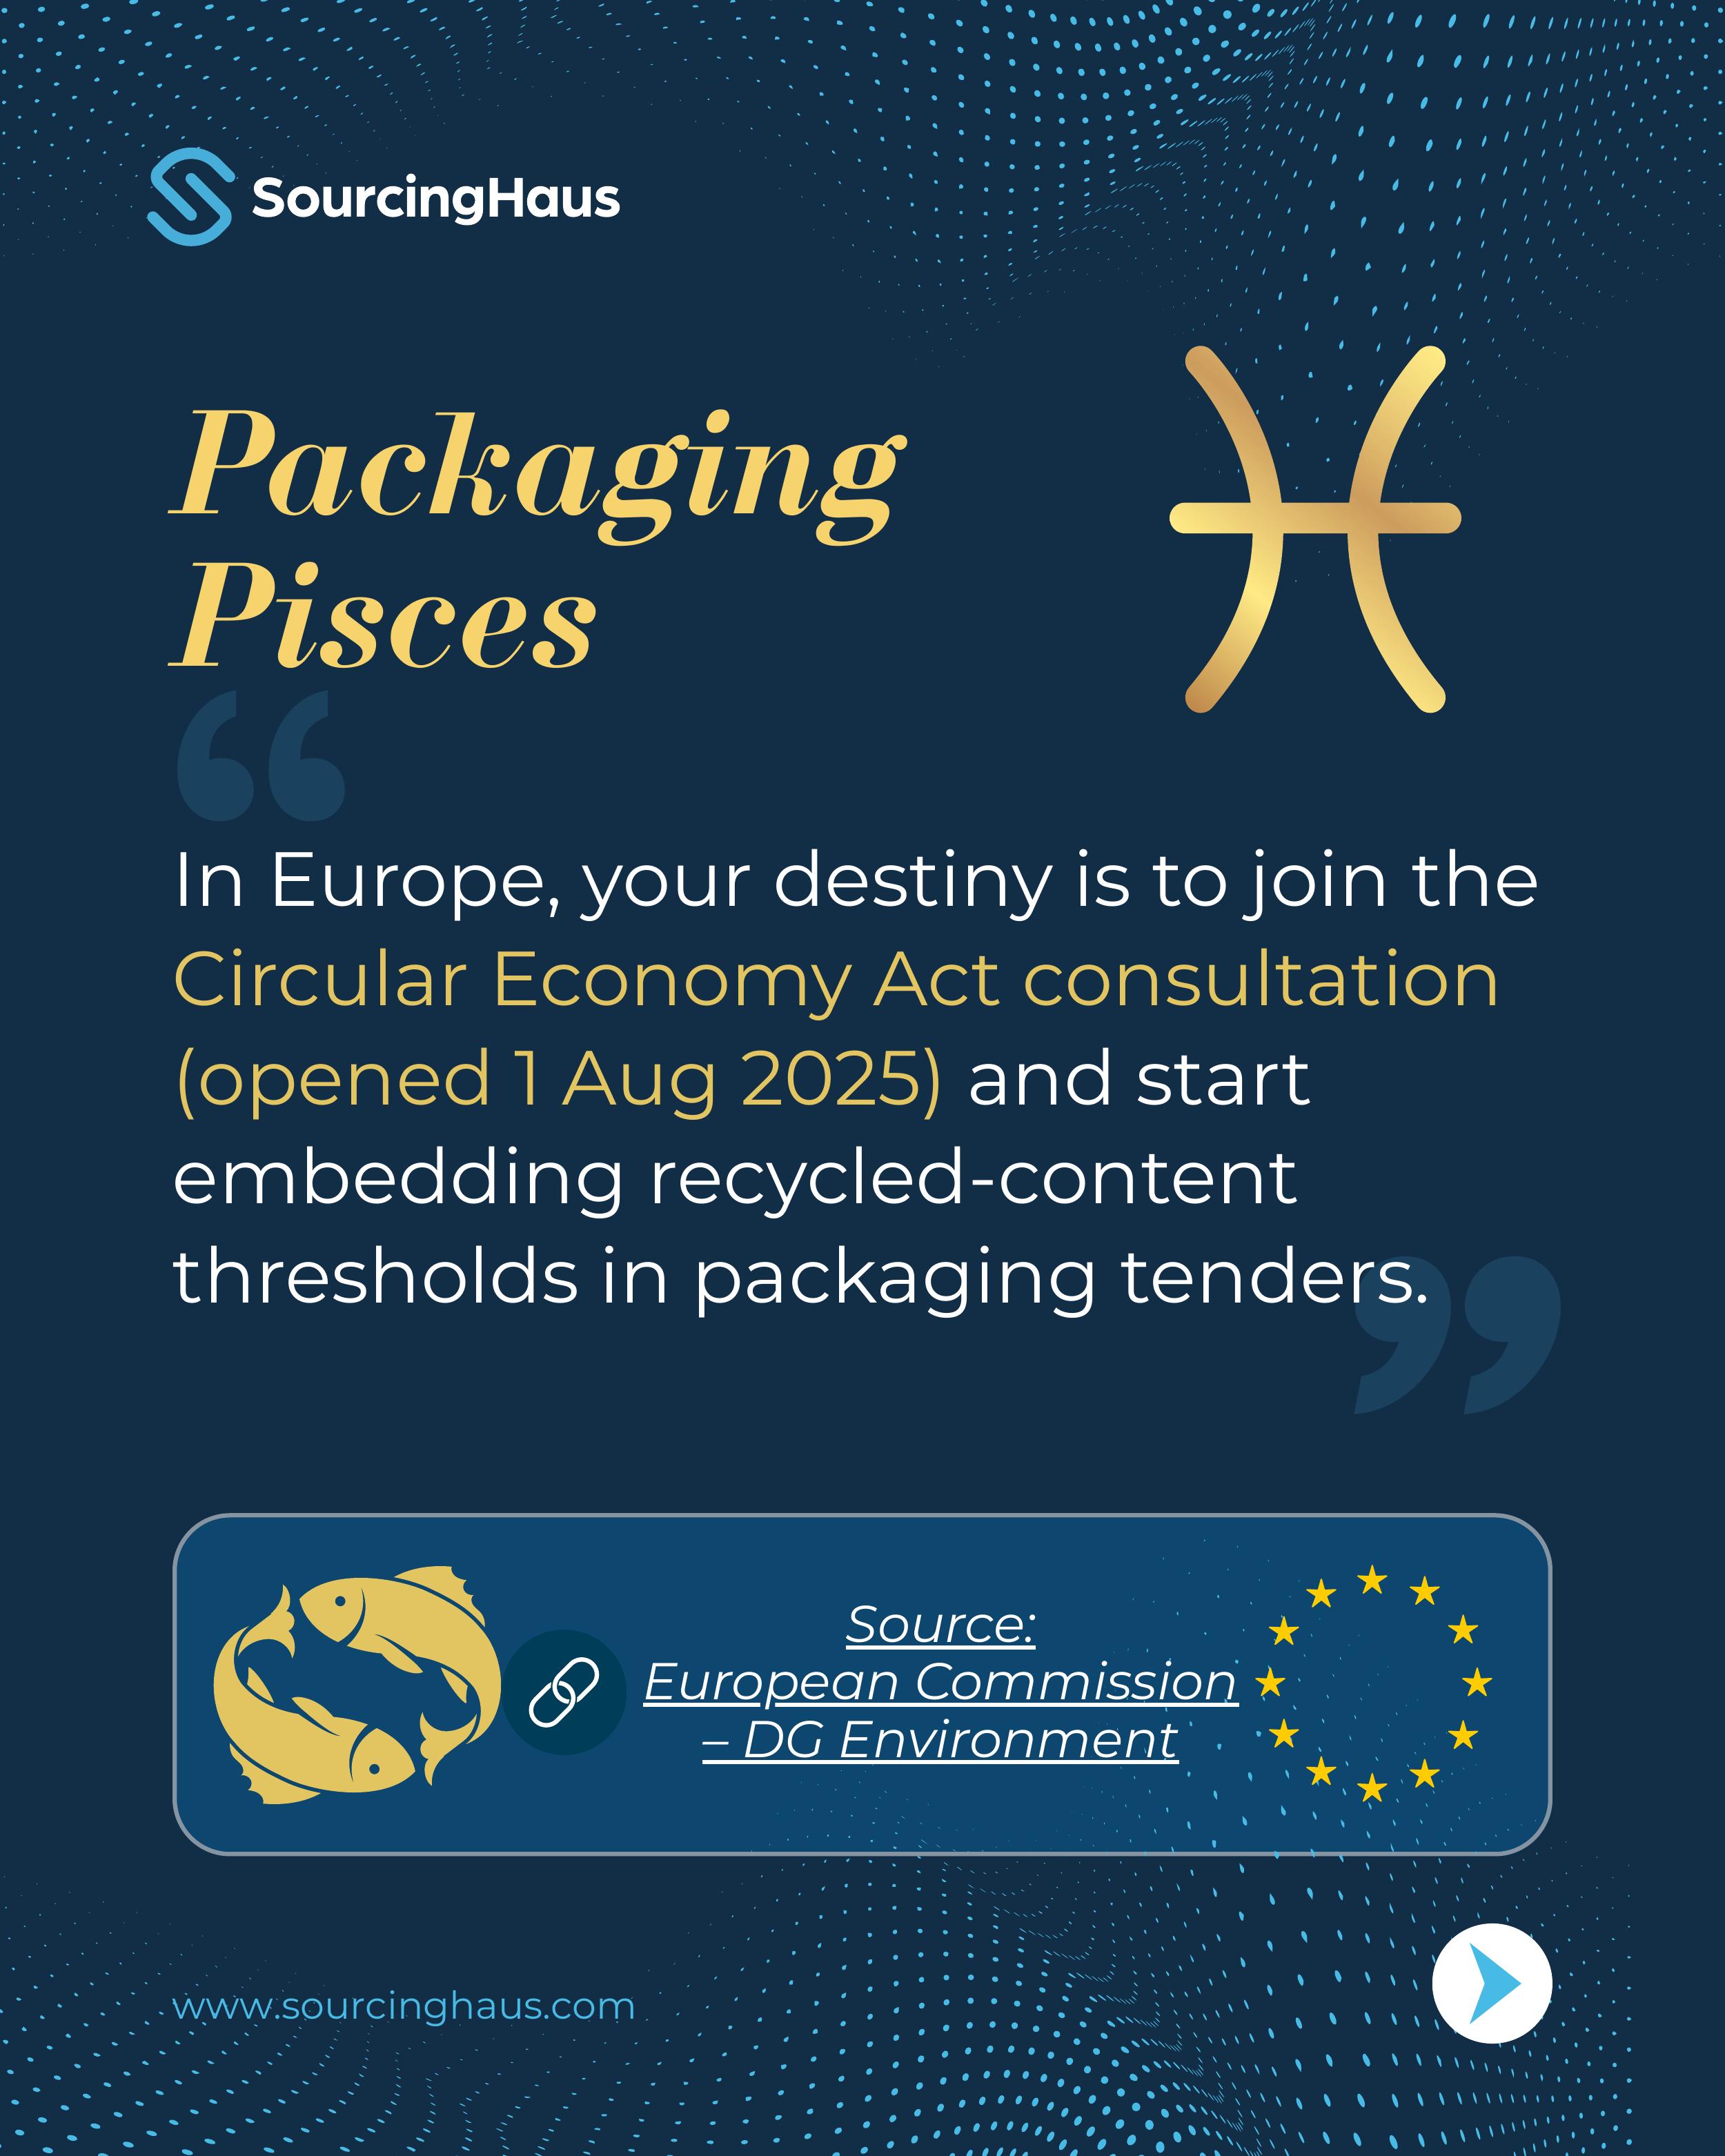 SourcingHaus
Packaging
Pisces
“
In Europe, your destiny is to join the
Circular Economy Act consultation
(opened 1 Aug 2025) and start
embedding recycled-content
thresholds in packaging tenders.
”
Source:
European Commission
– DG Environment
www.sourcinghaus.com